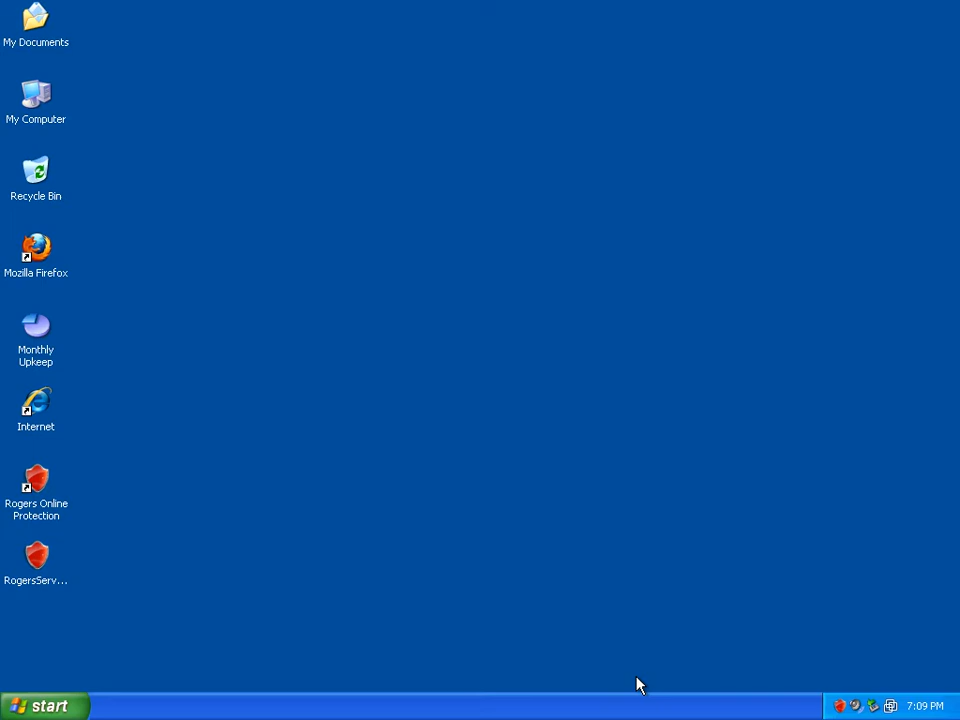 My Documents
My Computer
Recycle Bin
Mozilla Firefox
Monthly
Upkeep
Internet
Rogers Online
Protection
RogersServ...
start
7:09 PM